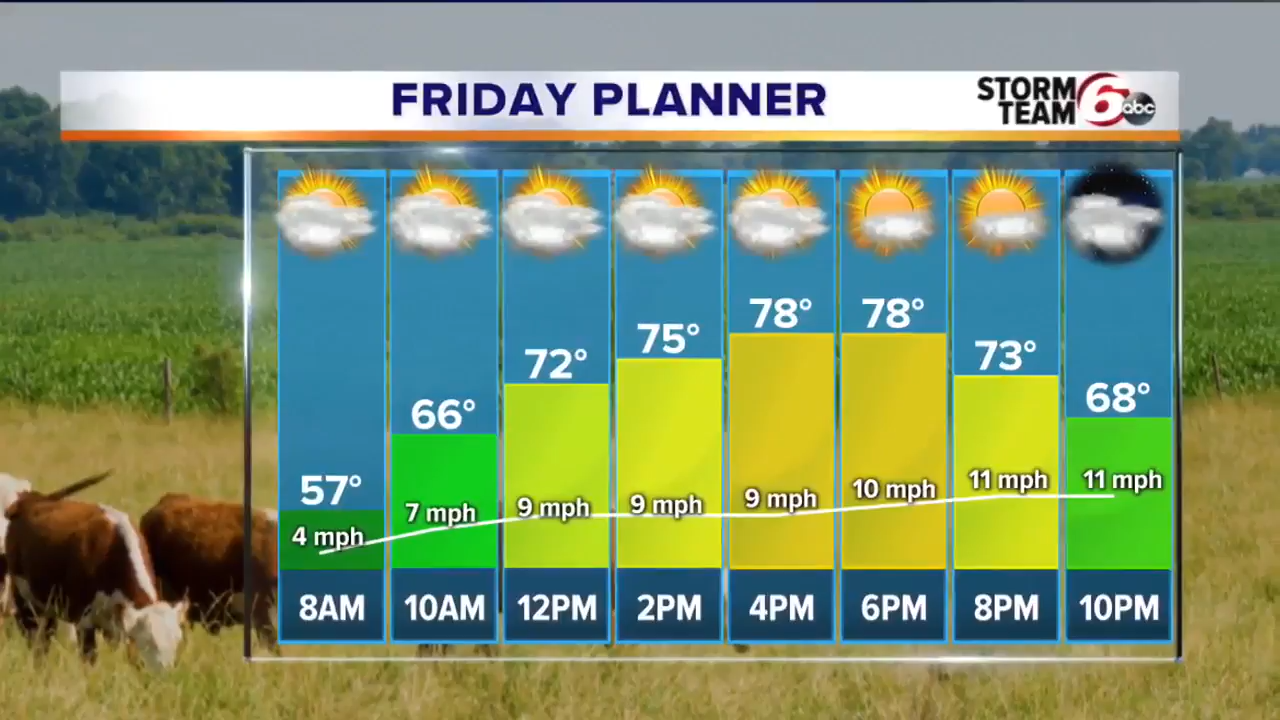 FRIDAY PLANNER
STORM
TEAM 6 abc
57° 66° 72° 75° 78° 78° 73° 68°
4 mph 7 mph 9 mph 9 mph 9 mph 10 mph 11 mph 11 mph
8AM 10AM 12PM 2PM 4PM 6PM 8PM 10PM